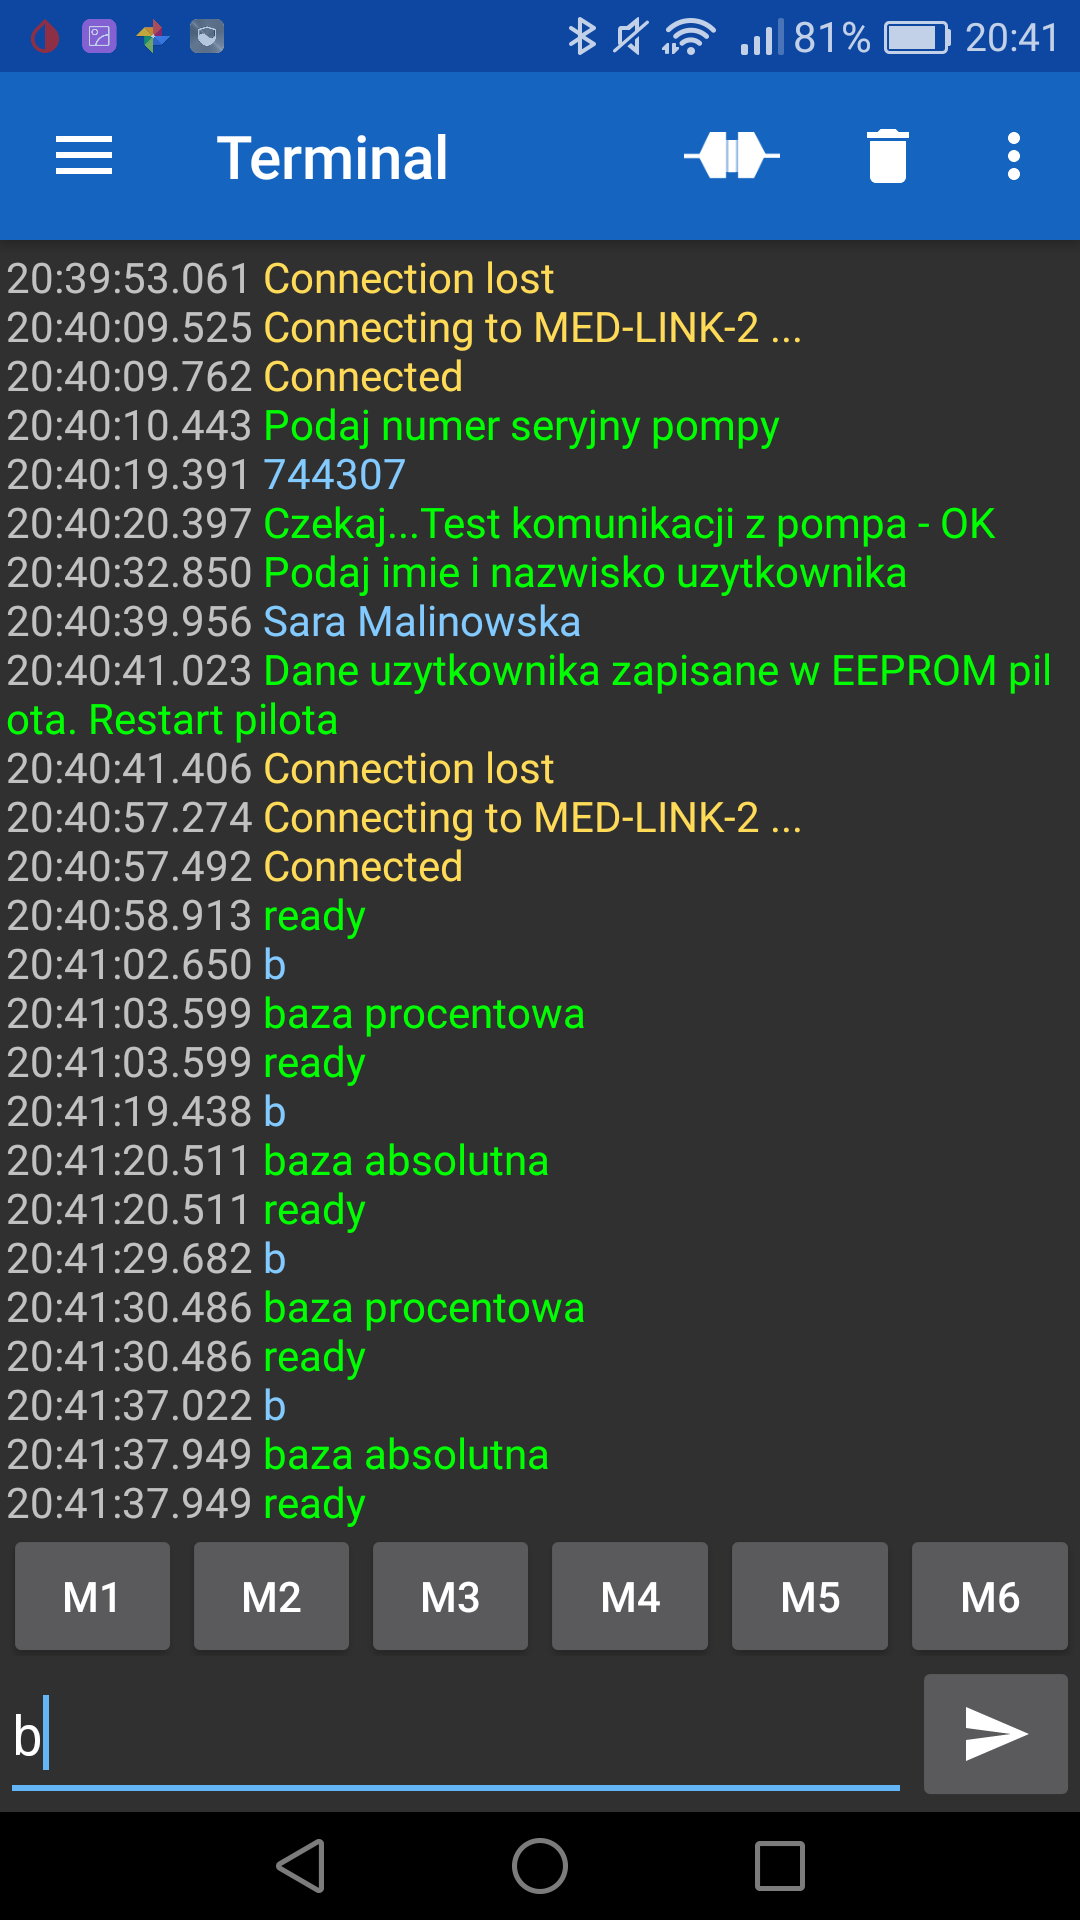 81% 20:41
Terminal
20:39:53.061 Connection lost
20:40:09.525 Connecting to MED-LINK-2 ...
20:40:09.762 Connected
20:40:10.443 Podaj numer seryjny pompy
20:40:19.391 744307
20:40:20.397 Czekaj...Test komunikacji z pompa - OK
20:40:32.850 Podaj imie i nazwisko uzytkownika
20:40:39.956 Sara Malinowska
20:40:41.023 Dane uzytkownika zapisane w EEPROM pil
ota. Restart pilota
20:40:41.406 Connection lost
20:40:57.274 Connecting to MED-LINK-2 ...
20:40:57.492 Connected
20:40:58.913 ready
20:41:02.650 b
20:41:03.599 baza procentowa
20:41:03.599 ready
20:41:19.438 b
20:41:20.511 baza absolutna
20:41:20.511 ready
20:41:29.682 b
20:41:30.486 baza procentowa
20:41:30.486 ready
20:41:37.022 b
20:41:37.949 baza absolutna
20:41:37.949 ready
M1 M2 M3 M4 M5 M6
b